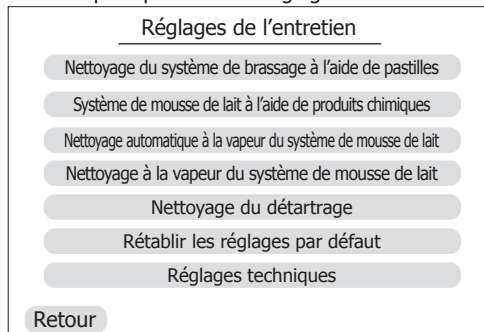 Réglages de l'entretien
Nettoyage du système de brassage à l'aide de pastilles
Système de mousse de lait à l'aide de produits chimiques
Nettoyage automatique à la vapeur du système de mousse de lait
Nettoyage à la vapeur du système de mousse de lait
Nettoyage du détartrage
Rétablir les réglages par défaut
Réglages techniques
Retour